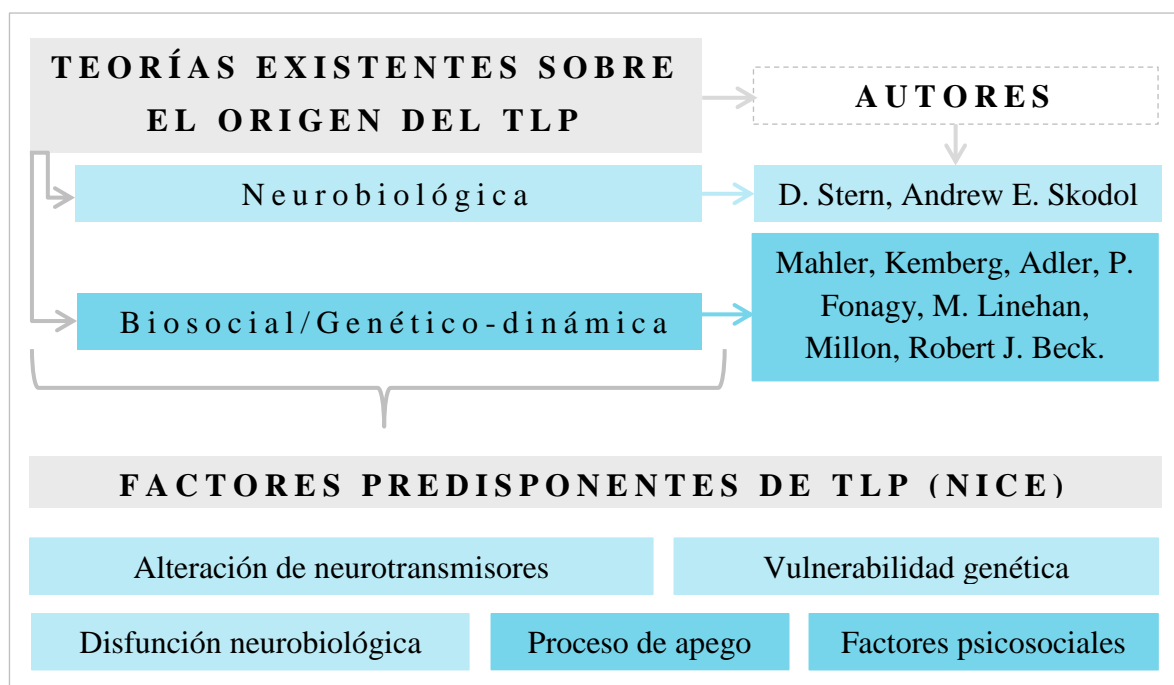 TEORÍAS EXISTENTES SOBRE
EL ORIGEN DEL TLP
AUTORES
Neurobiológica
D. Stern, Andrew E. Skodol
Biosocial/Genético-dinámica
Mahler, Kemberg, Adler, P.
Fonagy, M. Linehan,
Millon, Robert J. Beck.
FACTORES PREDISPONENTES DE TLP (NICE)
Alteración de neurotransmisores
Vulnerabilidad genética
Disfunción neurobiológica
Proceso de apego
Factores psicosociales